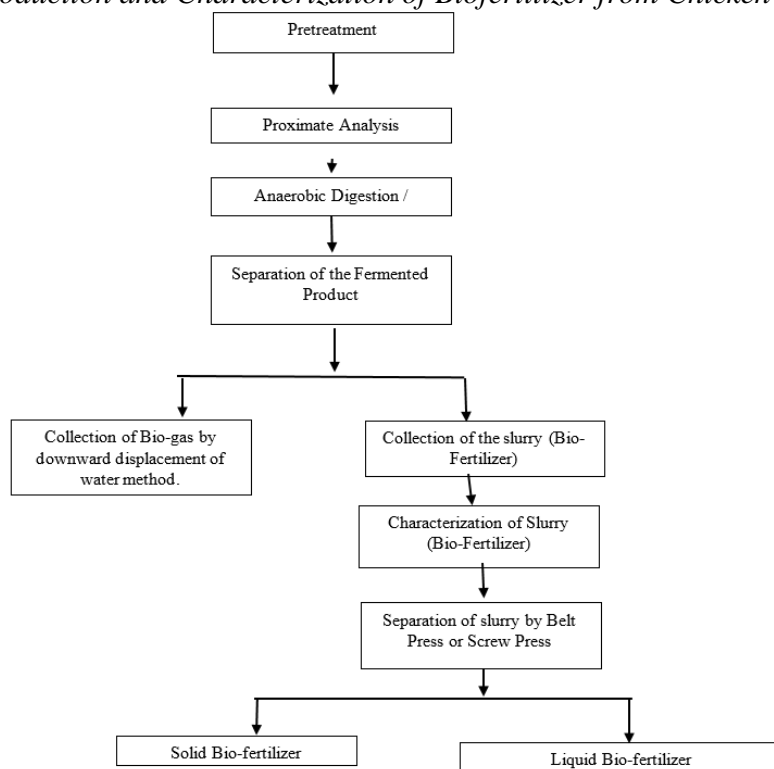 oduction and Characterization of Biofertilizer from Chicken
Pretreatment
Proximate Analysis
Anaerobic Digestion /
Separation of the Fermented
Product
Collection of Bio-gas by
downward displacement of
water method.
Collection of the slurry (Bio-
Fertilizer)
Characterization of Slurry
(Bio-Fertilizer)
Separation of slurry by Belt
Press or Screw Press
Solid Bio-fertilizer
Liquid Bio-fertilizer